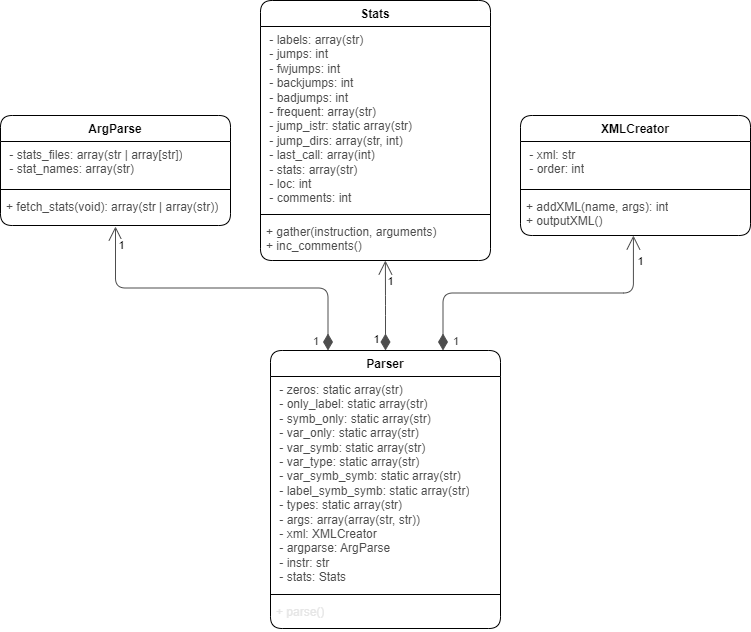 Stats
- labels: array(str)
- jumps: int
- fwjumps: int
- backjumps: int
- badjumps: int
- frequent: array(str)
- jump_istr: static array(str)
- jump_dirs: array(str, int)
- last_call: array(int)
- stats: array(str)
- loc: int
- comments: int
+ gather(instruction, arguments)
+ inc_comments()
ArgParse
- stats_files: array(str | array[str])
- stat_names: array(str)
+ fetch_stats(void): array(str | array(str))
XMLCreator
- xml: str
- order: int
+ addXML(name, args): int
+ outputXML()
1
1
1
1
1
1
Parser
- zeros: static array(str)
- only_label: static array(str)
- symb_only: static array(str)
- var_only: static array(str)
- var_symb: static array(str)
- var_type: static array(str)
- var_symb_symb: static array(str)
- label_symb_symb: static array(str)
- types: static array(str)
- args: array(array(str, str))
- xml: XMLCreator
- argparse: ArgParse
- instr: str
- stats: Stats
+ parse()